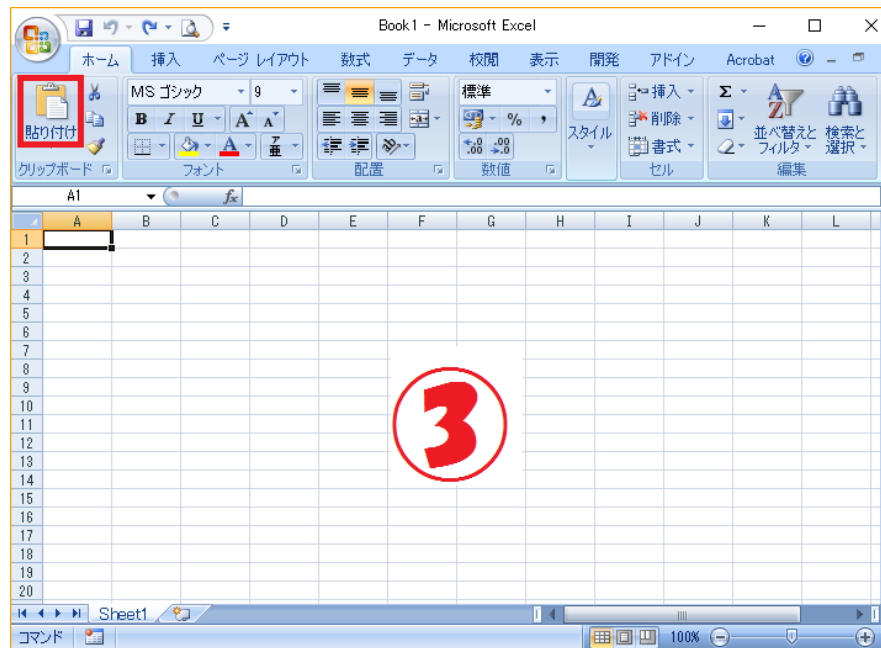 Book1 - Microsoft Excel
ホーム 挿入 ページ レイアウト 数式 データ 校閲 表示 開発 アドイン Acrobat
貼り付け
MS ゴシック 9
標準
B I U A A
% ,
スタイル
挿入
削除
書式
Σ
並べ替えと
フィルタ
検索と
選択
クリップボード フォント 配置 数値 セル 編集
A1 fx
A B C D E F G H I J K L
1
2
3
4
5
6
7
8
9
10
11
12
13
14
15
16
17
18
19
20
3
Sheet1
コマンド 100%